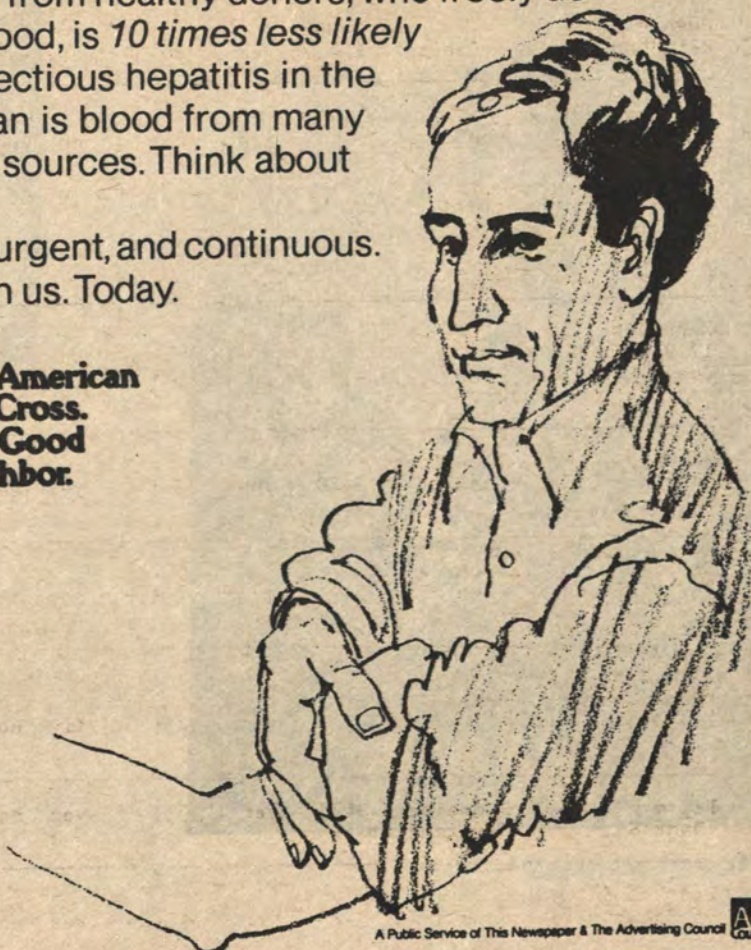 from healthy donors, who freely
ood, is 10 times less likely
ectious hepatitis in the
an is blood from many
sources. Think about
urgent, and continuous.
n us. Today.
American
Cross.
Good
hbor.
A Public Service of This Newspaper & The Advertising Council